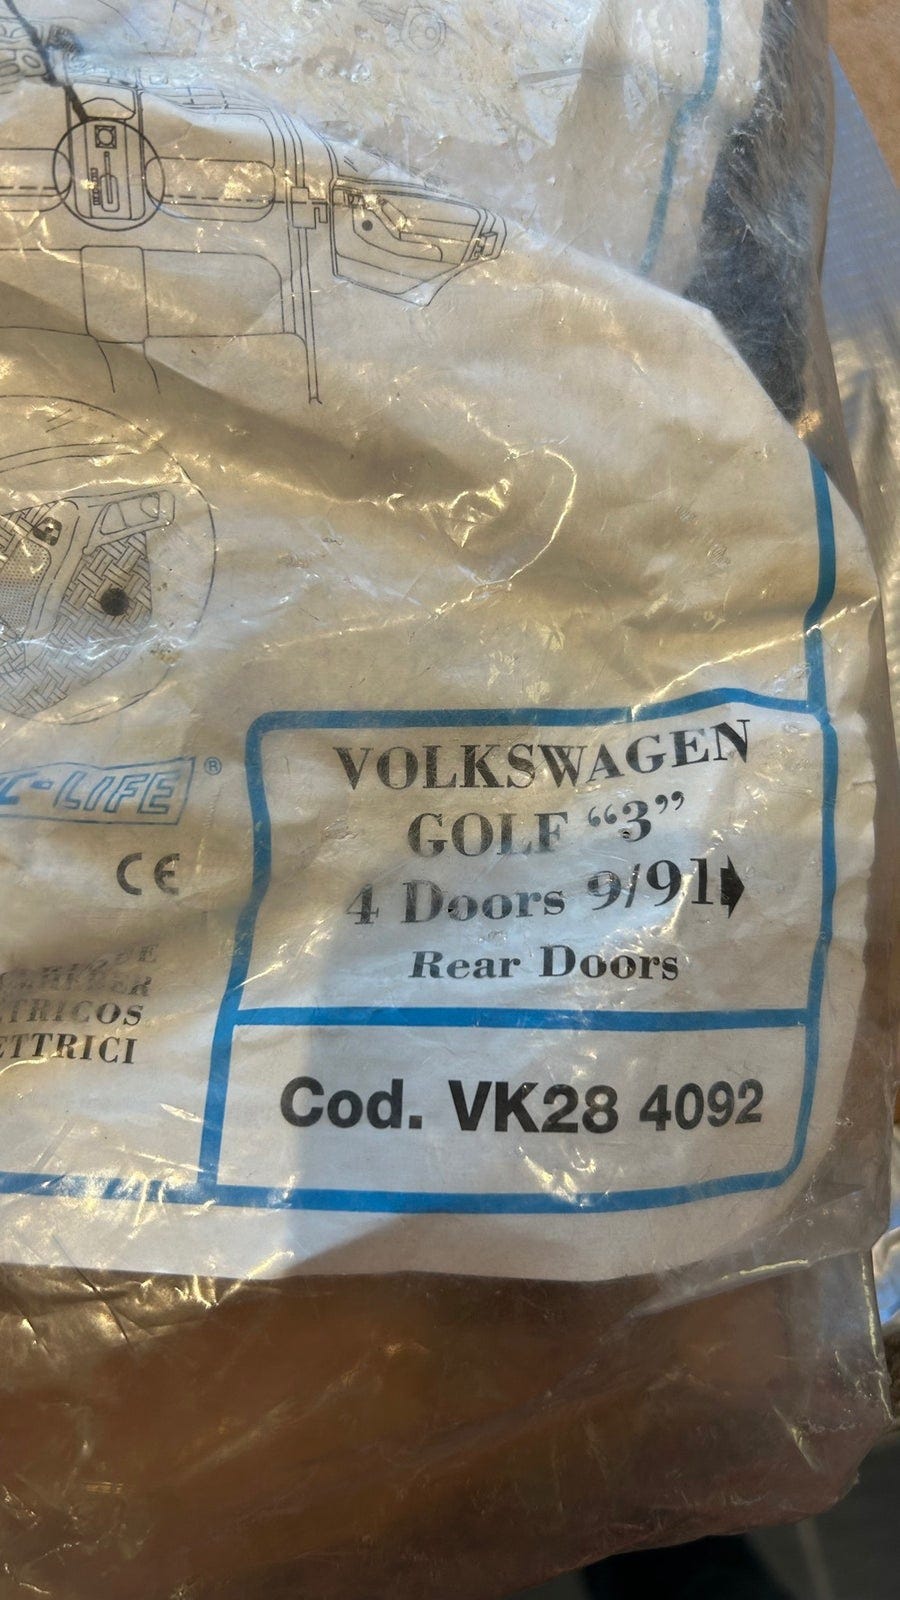 C-LIFE®
CE
TRICOS
ETTRICI
VOLKSWAGEN
GOLF “3”
4 Doors 9/91
Rear Doors
Cod. VK28 4092